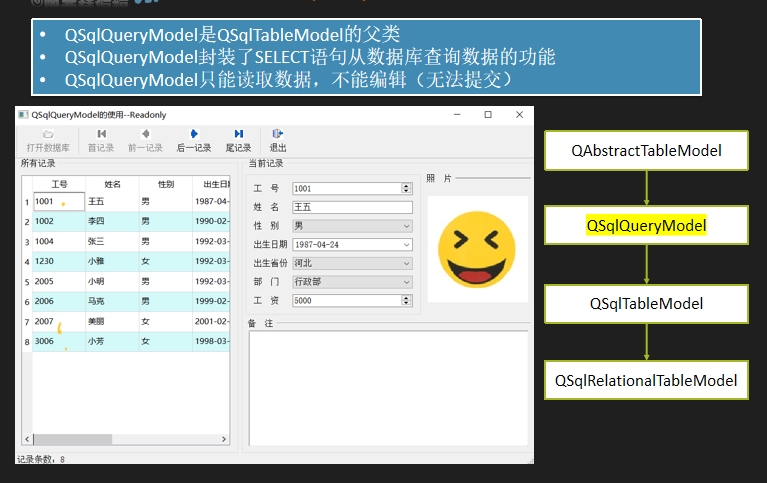 • QSqlQueryModel是QSqlTableModel的父类
• QSqlQueryModel封装了SELECT语句从数据库查询数据的功能
• QSqlQueryModel只能读取数据，不能编辑（无法提交）
QSqlQueryModel的使用--Readonly
打开数据库 首记录 前一记录 后一记录 尾记录 退出
所有记录
工号 姓名 性别 出生日
1 1001 王五 男 1987-04-
2 1002 李四 男 1990-02-
3 1004 张三 男 1992-03-
4 1230 小雅 女 1992-03-
5 2005 小明 男 1992-03-
6 2006 马克 男 1999-02-
7 2007 美丽 女 2001-02-
8 3006 小芳 女 1998-03-
当前记录
工 号 1001
姓 名 王五
性 别 男
出生日期 1987-04-24
出生省份 河北
部 门 行政部
工 资 5000
照 片
备 注
记录条数：8
QAbstractTableModel
QSqlQueryModel
QSqlTableModel
QSqlRelationalTableModel